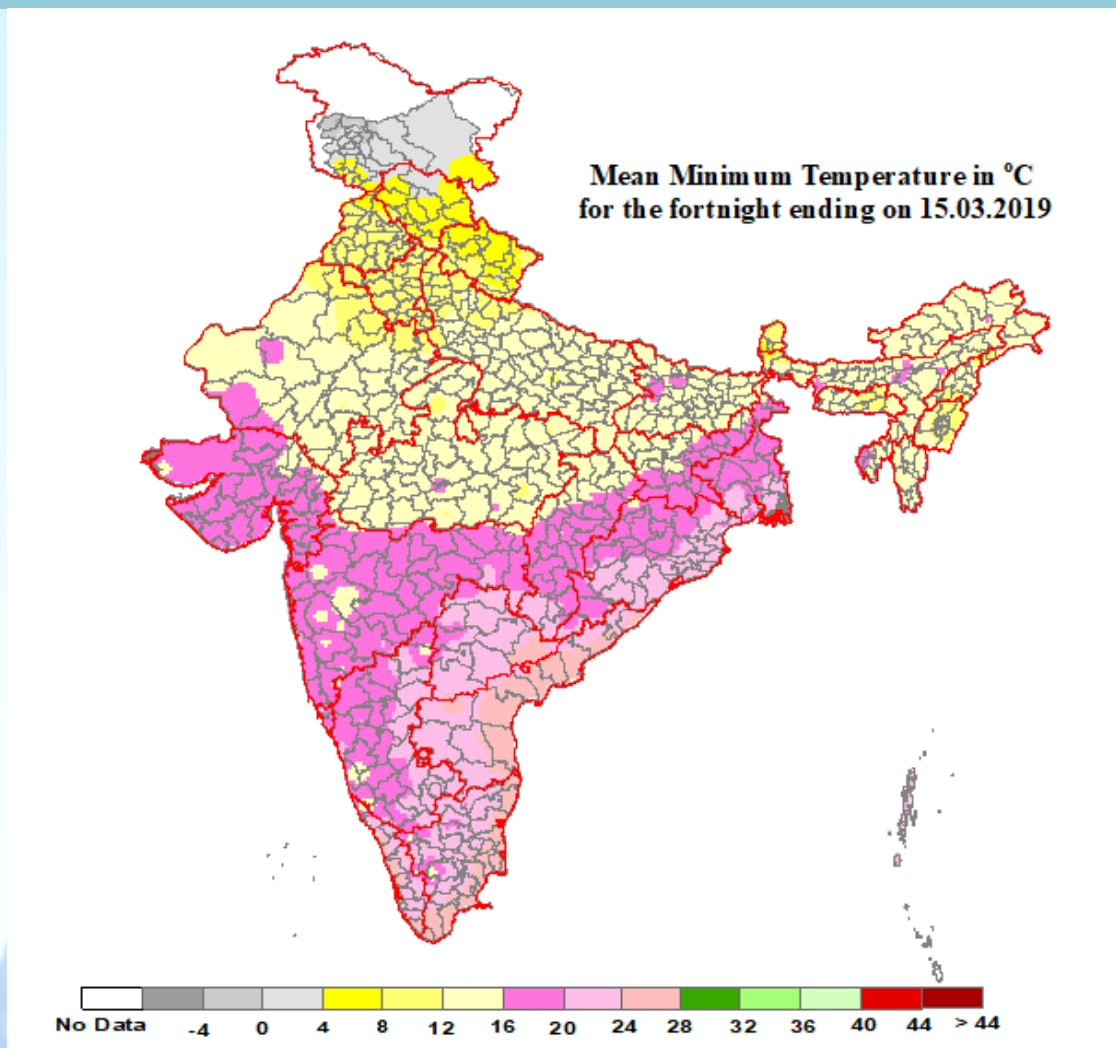 Mean Minimum Temperature in °C
for the fortnight ending on 15.03.2019
No Data -4 0 4 8 12 16 20 24 28 32 36 40 44 > 44